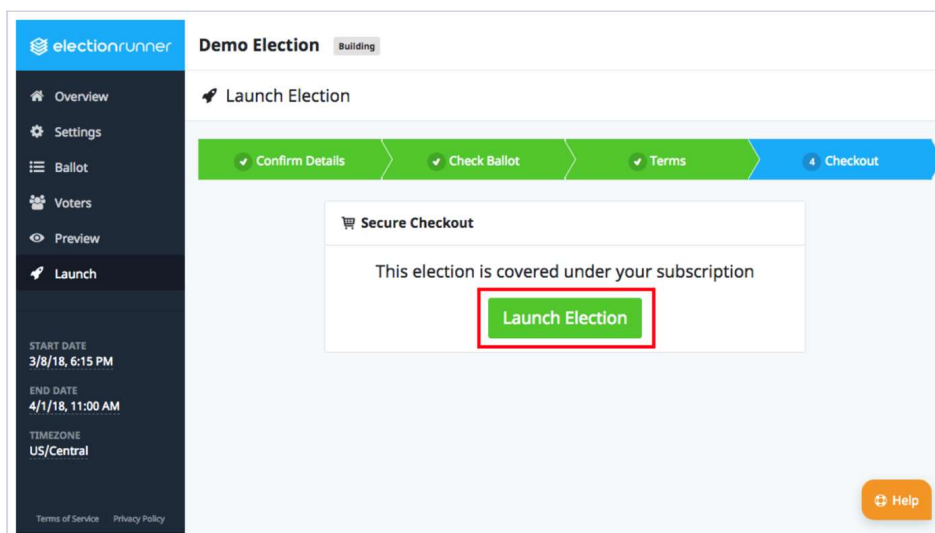 electionrunner
Demo Election Building
Overview
Settings
Ballot
Voters
Preview
Launch
START DATE
3/8/18, 6:15 PM
END DATE
4/1/18, 11:00 AM
TIMEZONE
US/Central
Terms of Service Privacy Policy
Launch Election
Confirm Details
Check Ballot
Terms
4 Checkout
Secure Checkout
This election is covered under your subscription
Launch Election
Help